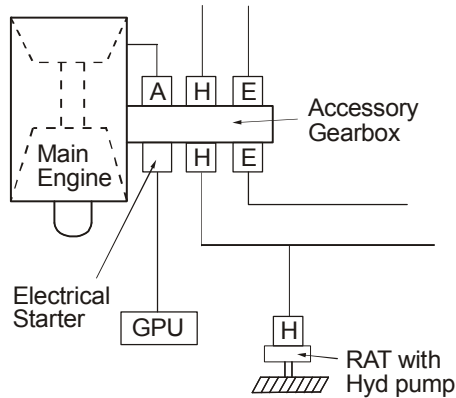 A
H
E
Accessory
Gearbox
Main
Engine
H
E
Electrical
Starter
GPU
H
RAT with
Hyd pump